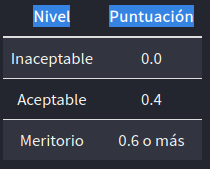 Nivel Puntuación
Inaceptable 0.0
Aceptable 0.4
Meritorio 0.6 o más